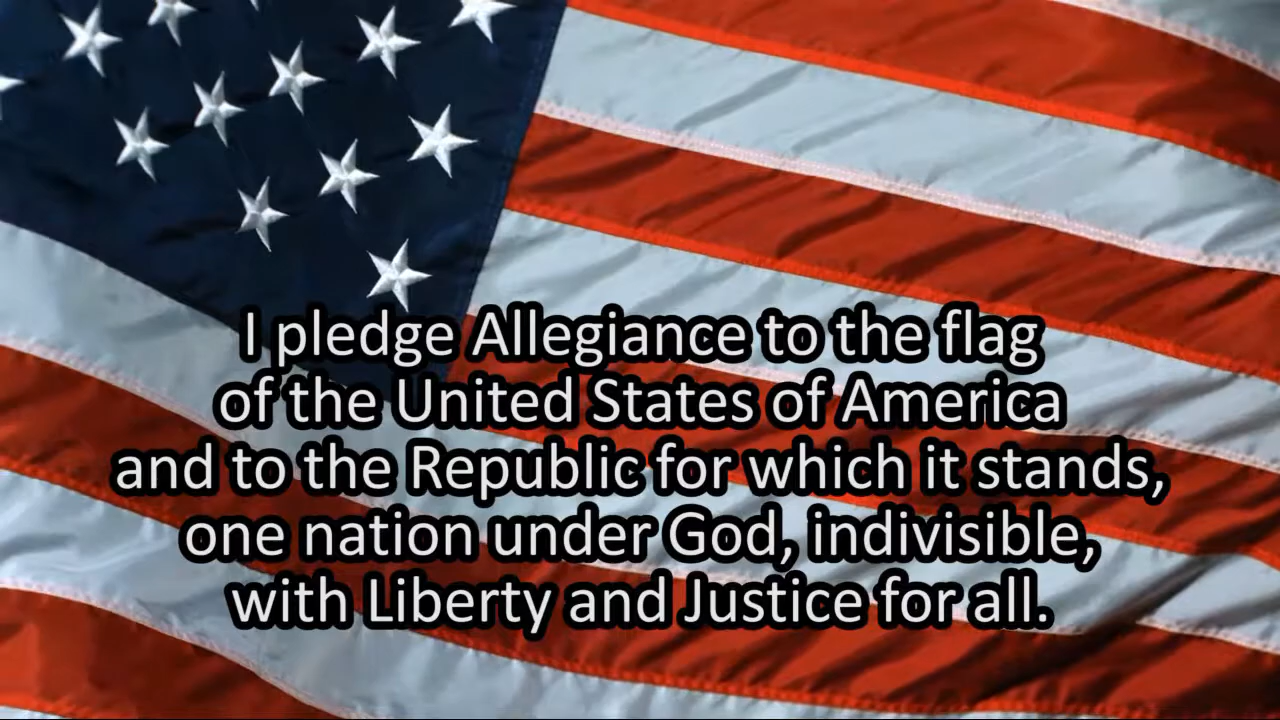 I pledge Allegiance to the flag
of the United States of America
and to the Republic for which it stands,
one nation under God, indivisible,
with Liberty and Justice for all.